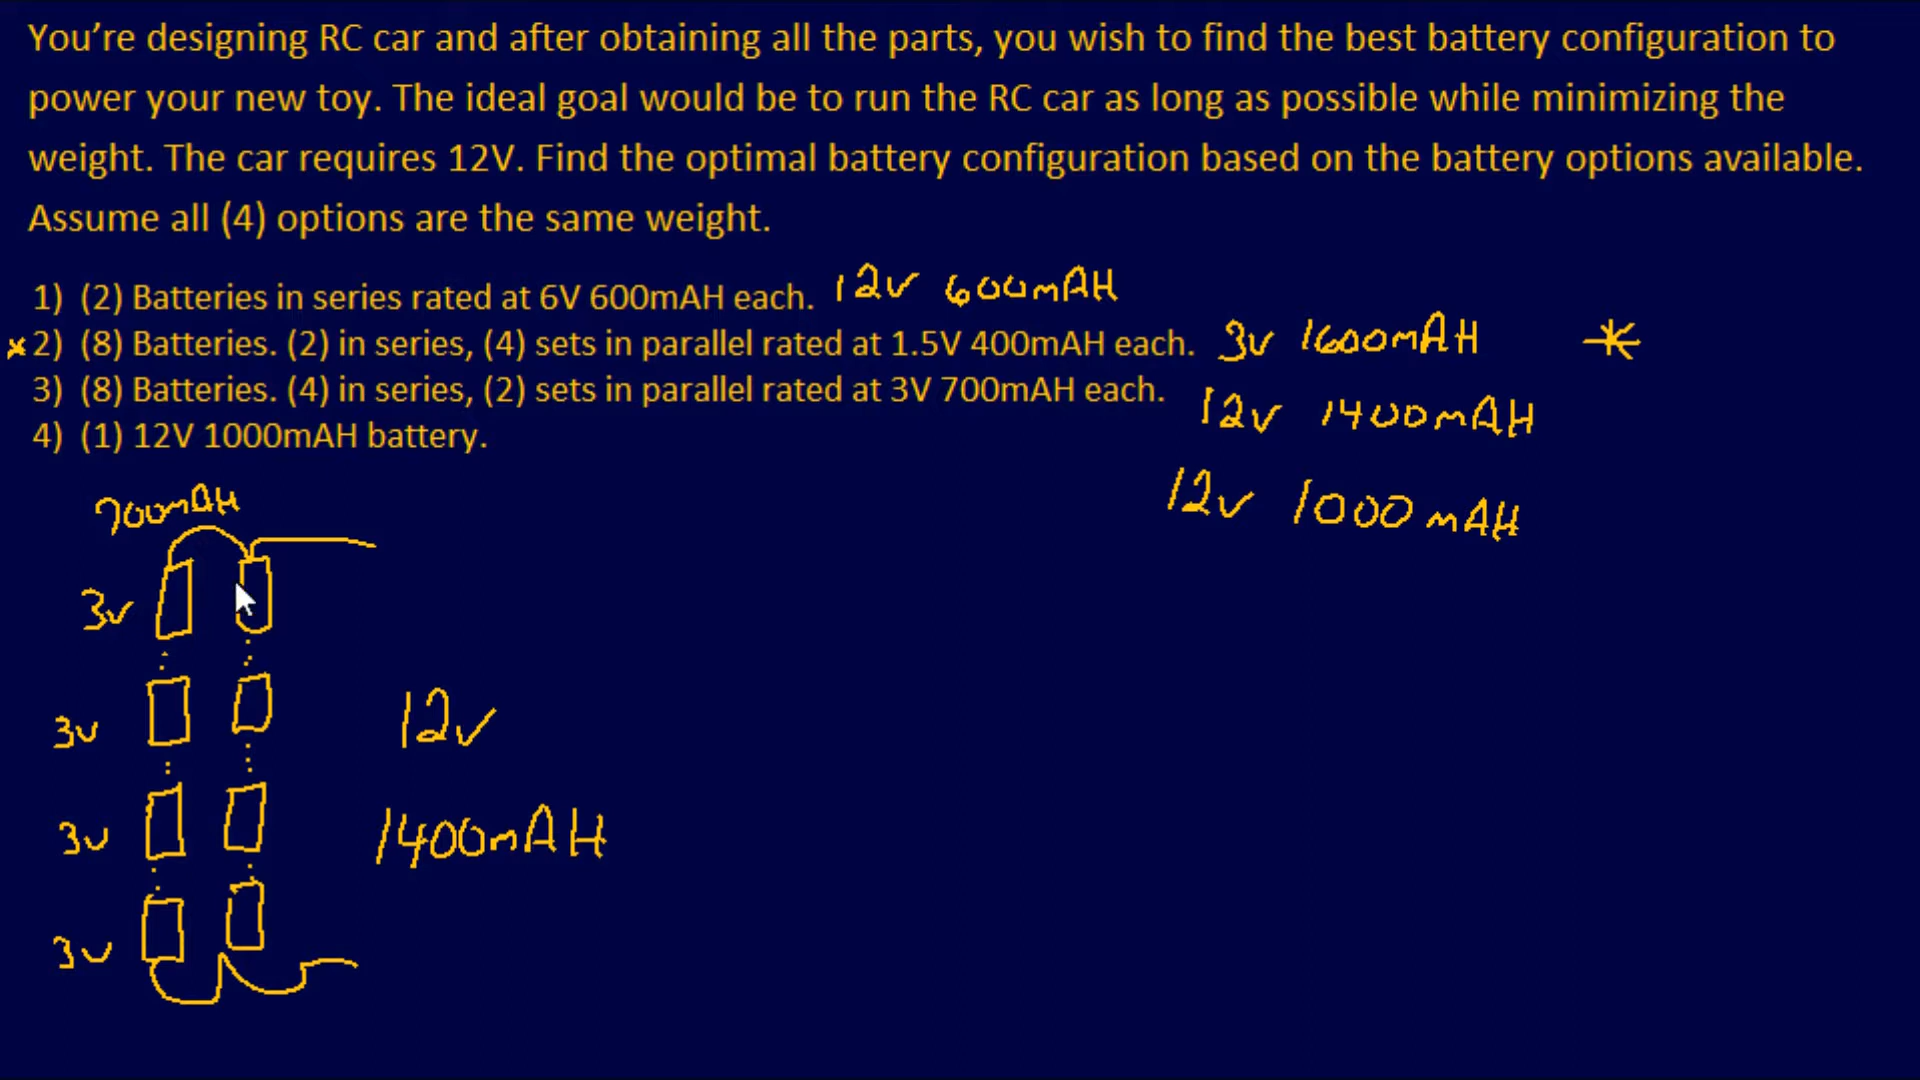 You're designing RC car and after obtaining all the parts, you wish to find the best battery configuration to
power your new toy. The ideal goal would be to run the RC car as long as possible while minimizing the
weight. The car requires 12V. Find the optimal battery configuration based on the battery options available.
Assume all (4) options are the same weight.
1) (2) Batteries in series rated at 6V 600mAH each. 12v 600mAH
x 2) (8) Batteries. (2) in series, (4) sets in parallel rated at 1.5V 400mAH each. 3v 1600mAH *
3) (8) Batteries. (4) in series, (2) sets in parallel rated at 3V 700mAH each. 12v 1400mAH
4) (1) 12V 1000mAH battery. 12v 1000mAH
700mAH
3v
3v
12v
3v
1400mAH
3v